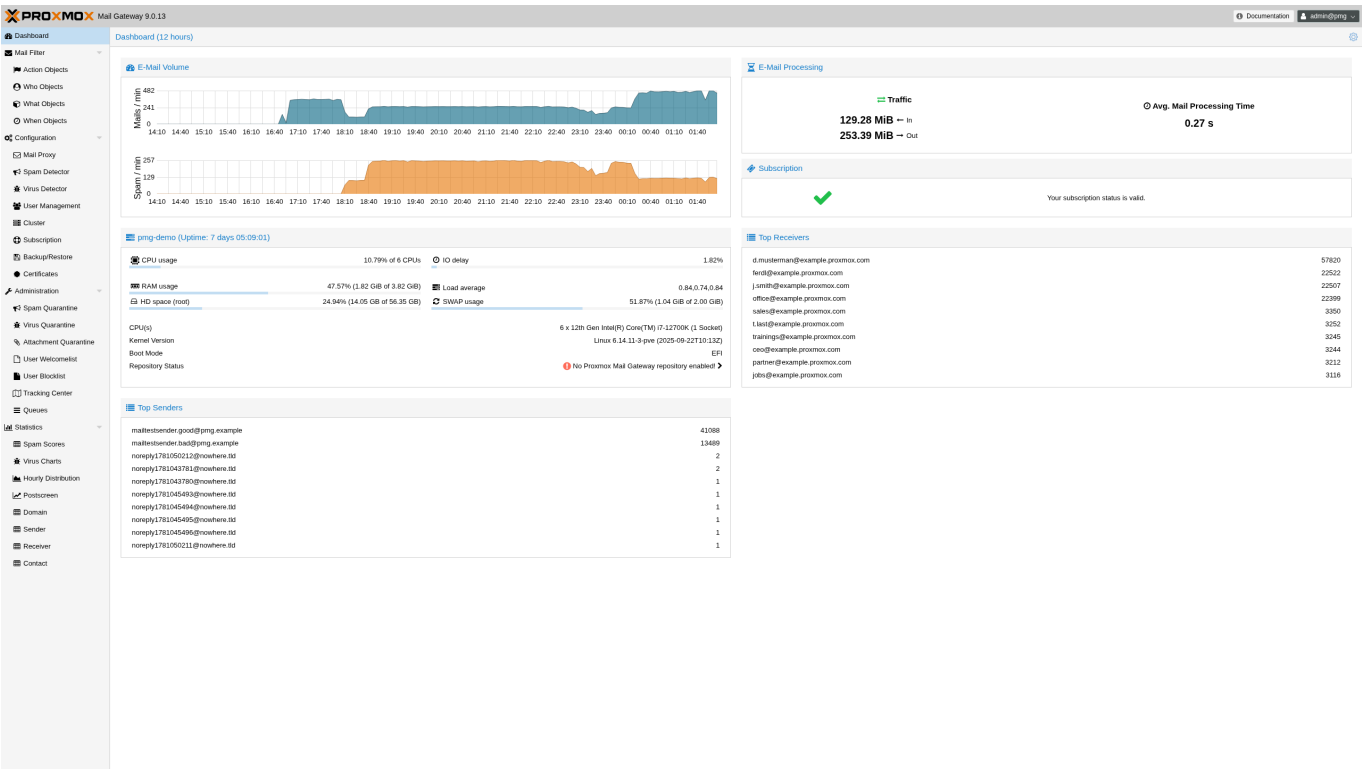 PROXMOX Mail Gateway 9.0.13
Documentation
admin@pmg
Dashboard
Mail Filter
Action Objects
Who Objects
What Objects
When Objects
Configuration
Mail Proxy
Spam Detector
Virus Detector
User Management
Cluster
Subscription
Backup/Restore
Certificates
Administration
Spam Quarantine
Virus Quarantine
Attachment Quarantine
User Welcomelist
User Blocklist
Tracking Center
Queues
Statistics
Spam Scores
Virus Charts
Hourly Distribution
Postscreen
Domain
Sender
Receiver
Contact
Dashboard (12 hours)
E-Mail Volume
Mails / min
482
241
0
14:10 14:40 15:10 15:40 16:10 16:40 17:10 17:40 18:10 18:40 19:10 19:40 20:10 20:40 21:10 21:40 22:10 22:40 23:10 23:40 00:10 00:40 01:10 01:40
Spam / min
257
129
0
14:10 14:40 15:10 15:40 16:10 16:40 17:10 17:40 18:10 18:40 19:10 19:40 20:10 20:40 21:10 21:40 22:10 22:40 23:10 23:40 00:10 00:40 01:10 01:40
E-Mail Processing
Traffic
129.28 MiB In
253.39 MiB Out
Avg. Mail Processing Time
0.27 s
Subscription
Your subscription status is valid.
pmg-demo (Uptime: 7 days 05:09:01)
CPU usage 10.79% of 6 CPUs
IO delay 1.82%
RAM usage 47.57% (1.82 GiB of 3.82 GiB)
Load average 0.84,0.74,0.84
HD space (root) 24.94% (14.05 GB of 56.35 GB)
SWAP usage 51.87% (1.04 GiB of 2.00 GiB)
CPU(s) 6 x 12th Gen Intel(R) Core(TM) i7-12700K (1 Socket)
Kernel Version Linux 6.14.11-3-pve (2025-09-22T10:13Z)
Boot Mode EFI
Repository Status No Proxmox Mail Gateway repository enabled!
Top Receivers
d.musterman@example.proxmox.com 57820
ferdl@example.proxmox.com 22522
j.smith@example.proxmox.com 22507
office@example.proxmox.com 22399
sales@example.proxmox.com 3350
t.last@example.proxmox.com 3252
trainings@example.proxmox.com 3245
ceo@example.proxmox.com 3244
partner@example.proxmox.com 3212
jobs@example.proxmox.com 3116
Top Senders
mailtestsender.good@pmg.example 41088
mailtestsender.bad@pmg.example 13489
noreply1781050212@nowhere.tld 2
noreply1781043781@nowhere.tld 2
noreply1781043780@nowhere.tld 1
noreply1781045493@nowhere.tld 1
noreply1781045494@nowhere.tld 1
noreply1781045495@nowhere.tld 1
noreply1781045496@nowhere.tld 1
noreply1781050211@nowhere.tld 1